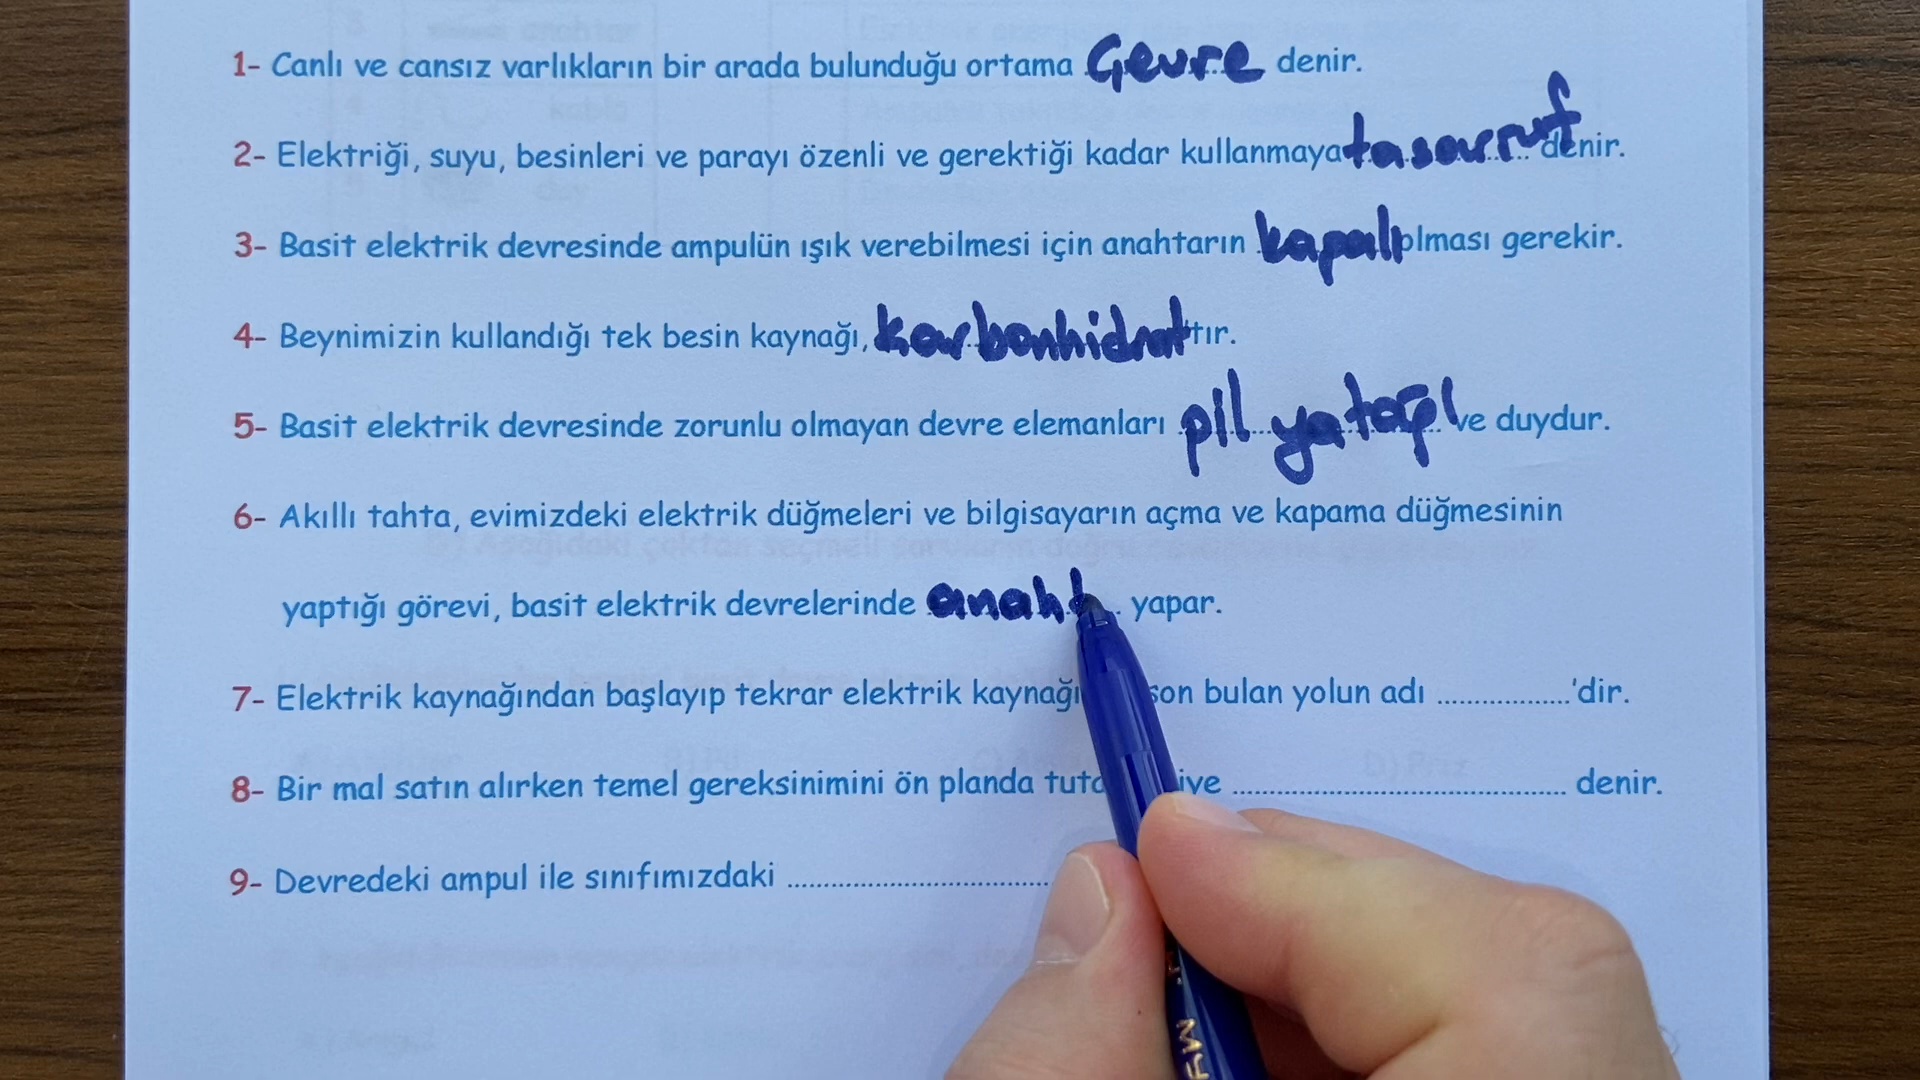 1- Canlı ve cansız varlıkların bir arada bulunduğu ortama Çevre denir.
2- Elektriği, suyu, besinleri ve parayı özenli ve gerektiği kadar kullanmaya tasarruf denir.
3- Basit elektrik devresinde ampulün ışık verebilmesi için anahtarın kapalı olması gerekir.
4- Beynimizin kullandığı tek besin kaynağı, karbonhidrat'tır.
5- Basit elektrik devresinde zorunlu olmayan devre elemanları pil yatağı ve duydur.
6- Akıllı tahta, evimizdeki elektrik düğmeleri ve bilgisayarın açma ve kapama düğmesinin
yaptığı görevi, basit elektrik devrelerinde anaht yapar.
7- Elektrik kaynağından başlayıp tekrar elektrik son bulan yolun adı ..................'dir.
8- Bir mal satın alırken temel gereksinimini ön planda ........................................ denir.
9- Devredeki ampul ile sınıfımızdaki ...............................